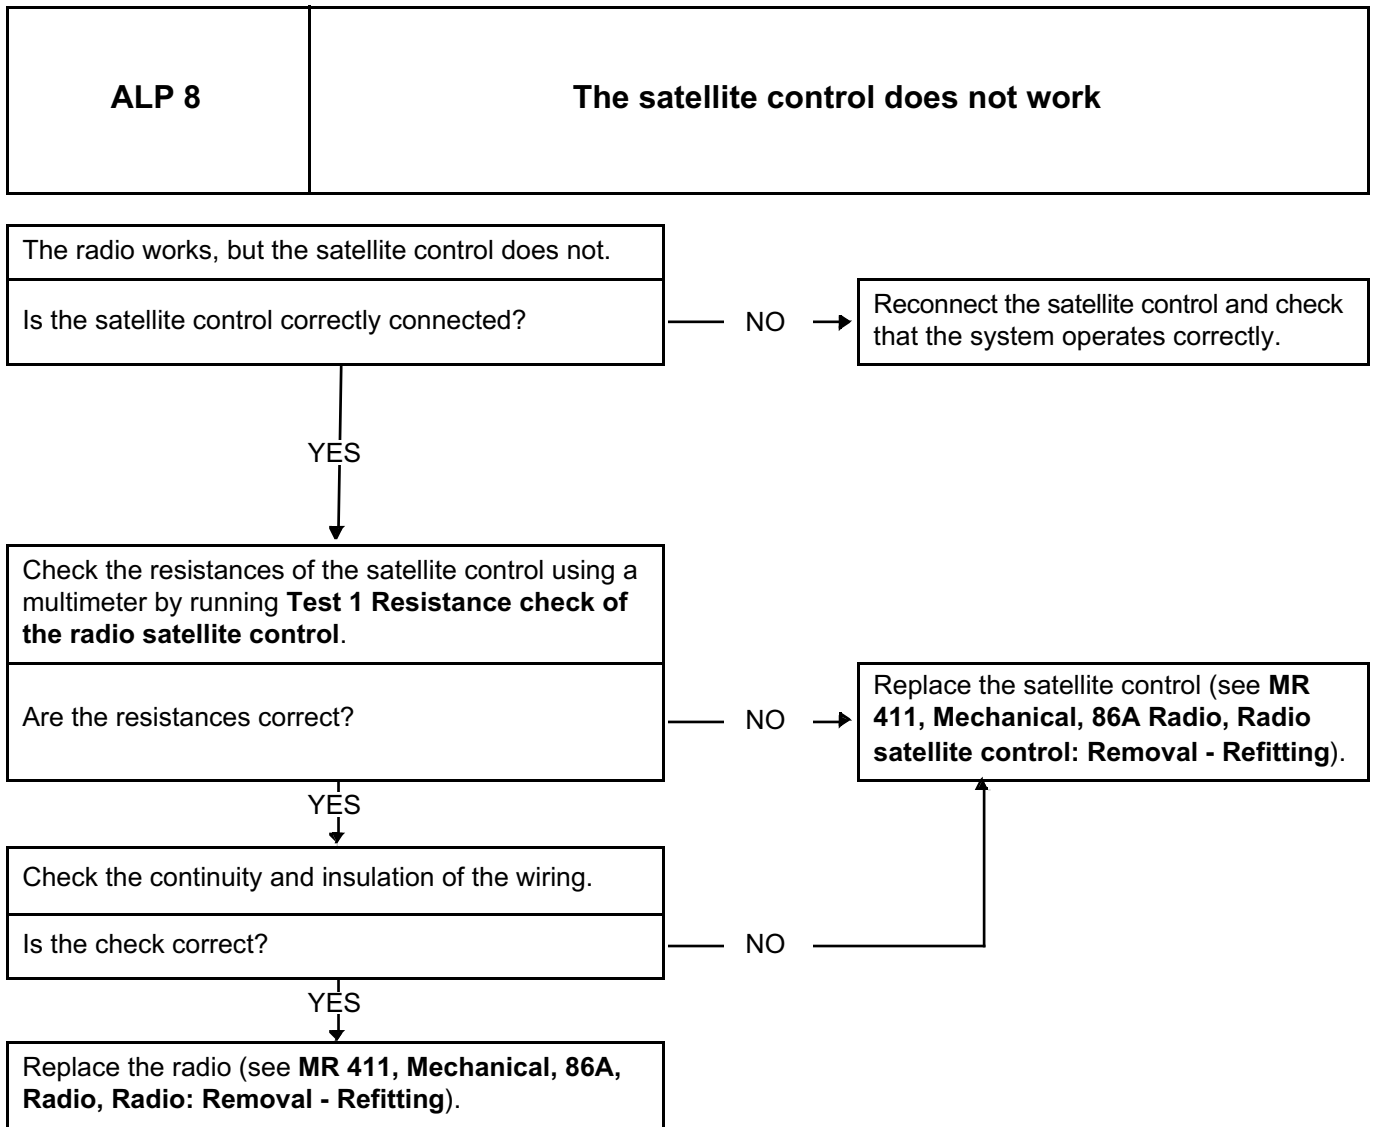 ALP 8
The satellite control does not work
The radio works, but the satellite control does not.
Is the satellite control correctly connected?
NO
Reconnect the satellite control and check
that the system operates correctly.
YES
Check the resistances of the satellite control using a
multimeter by running Test 1 Resistance check of
the radio satellite control.
Are the resistances correct?
NO
Replace the satellite control (see MR
411, Mechanical, 86A Radio, Radio
satellite control: Removal - Refitting).
YES
Check the continuity and insulation of the wiring.
Is the check correct?
NO
YES
Replace the radio (see MR 411, Mechanical, 86A,
Radio, Radio: Removal - Refitting).